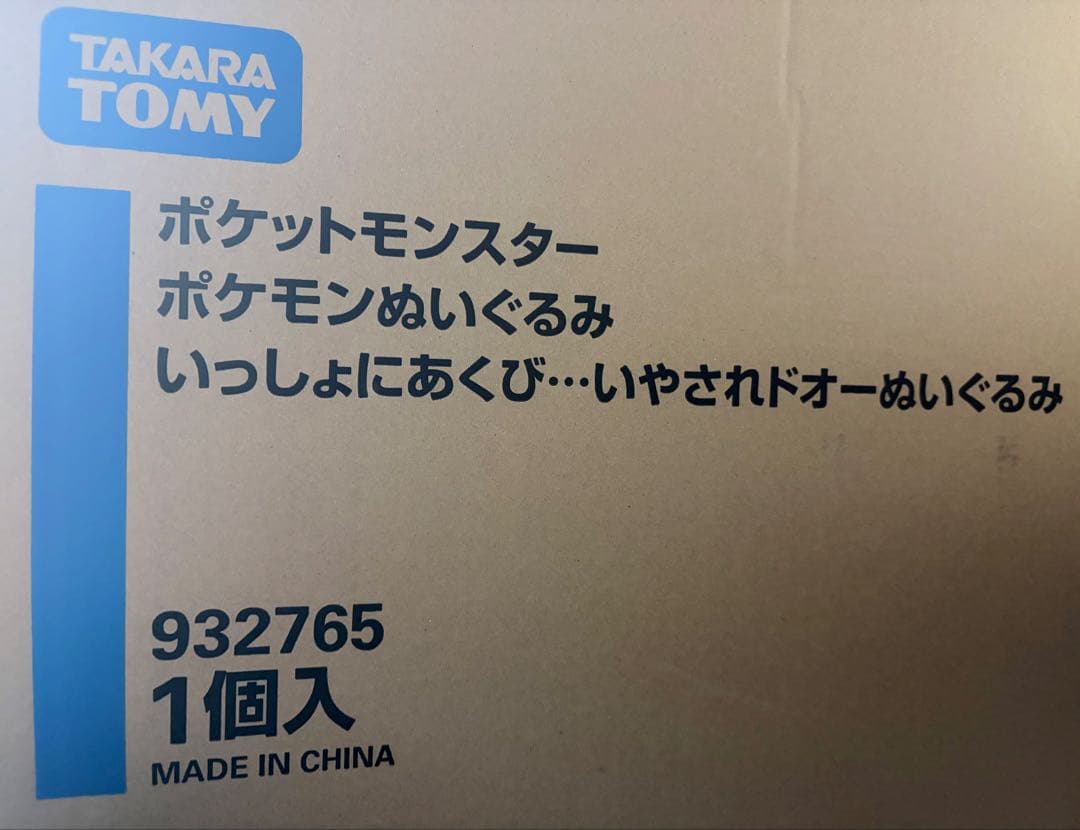 TAKARA
TOMY
ポケットモンスター
ポケモンぬいぐるみ
いっしょにあくび…いやされドオーぬいぐるみ
932765
1個入
MADE IN CHINA